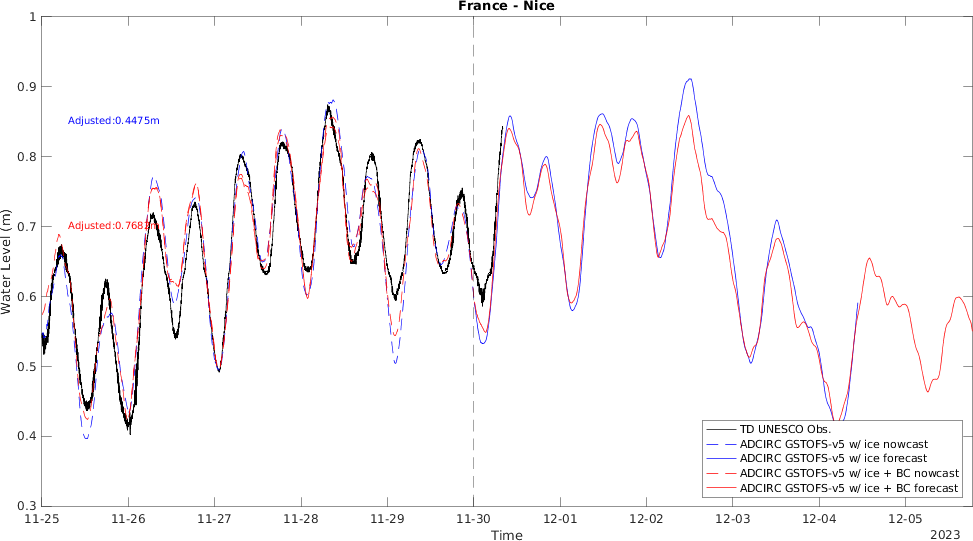 France - Nice
1
0.9
0.8
0.7
0.6
0.5
0.4
0.3
Water Level (m)
Adjusted:0.4475m
Adjusted:0.7683m
TD UNESCO Obs.
ADCIRC GSTOFS-v5 w/ ice nowcast
ADCIRC GSTOFS-v5 w/ ice forecast
ADCIRC GSTOFS-v5 w/ ice + BC nowcast
ADCIRC GSTOFS-v5 w/ ice + BC forecast
11-25 11-26 11-27 11-28 11-29 11-30 12-01 12-02 12-03 12-04 12-05
Time
2023